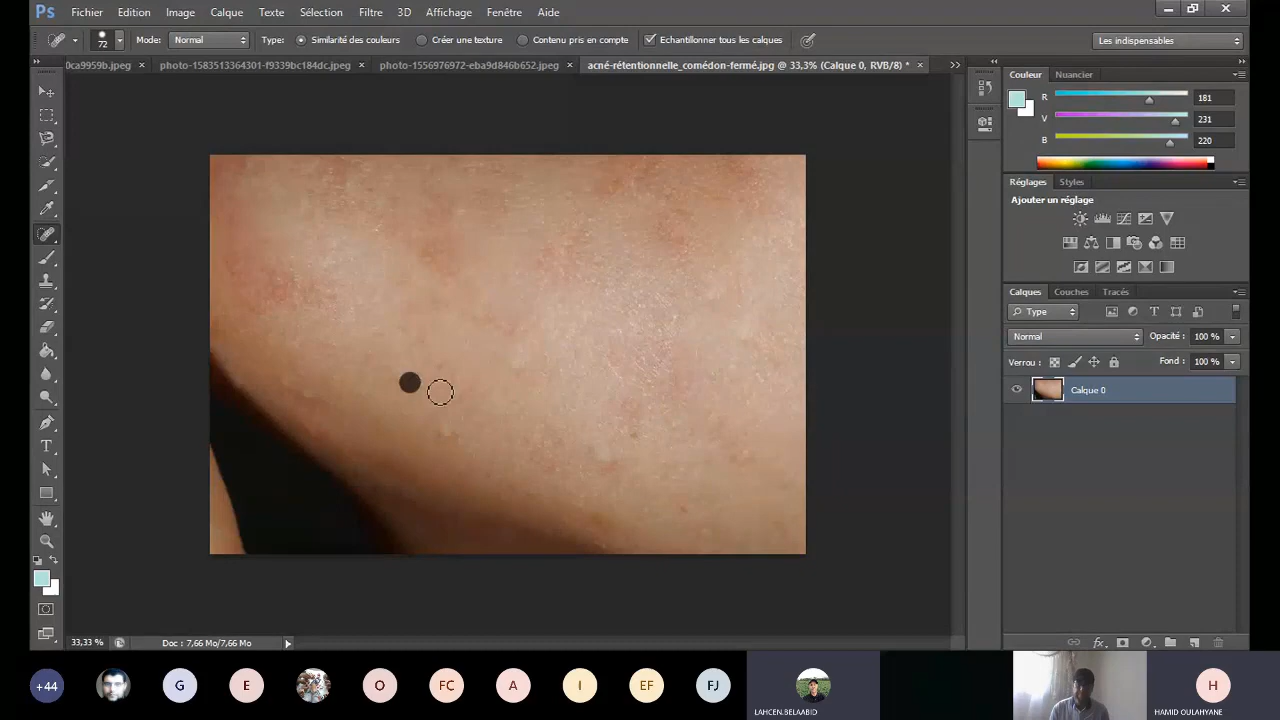 Ps Fichier Edition Image Calque Texte Sélection Filtre 3D Affichage Fenêtre Aide
72 Mode: Normal Type: Similarité des couleurs Créer une texture Contenu pris en compte Echantillonner tous les calques Les indispensables
0ca9959b.jpeg × photo-1583513364301-f9339bc184dc.jpeg × photo-1556976972-eba9d846b652.jpeg × acné-rétentionnelle_comédon-fermé.jpg @ 33,3% (Calque 0, RVB/8) * ×
Couleur Nuancier
R 181
V 231
B 220
Réglages Styles
Ajouter un réglage
Calques Couches Tracés
Type
Normal Opacité : 100 %
Verrou : Fond : 100 %
Calque 0
33,33 % Doc : 7,66 Mo/7,66 Mo
fx
+44 G E O FC A I EF FJ H
LAHCEN.BELAABID HAMID OULAHYANE